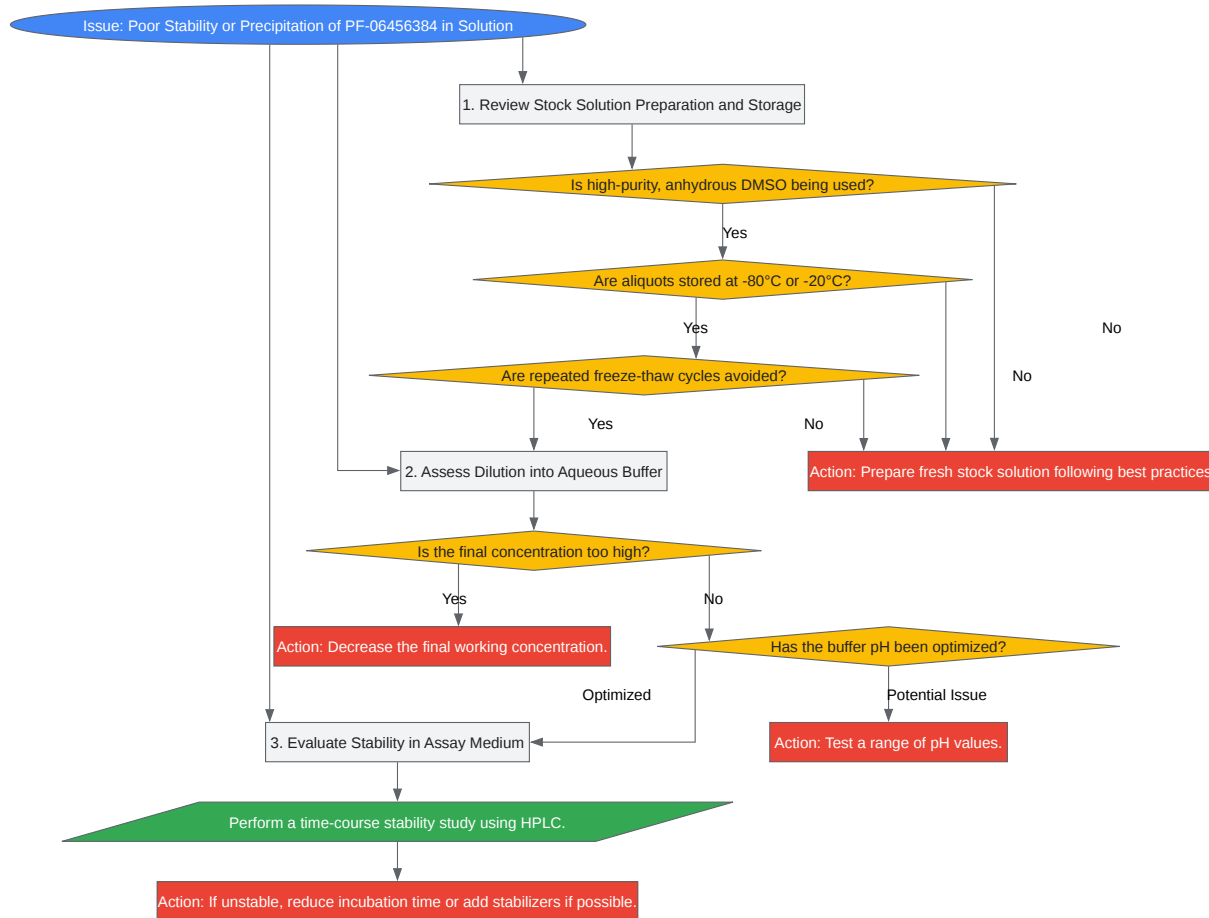 Issue: Poor Stability or Precipitation of PF-06456384 in Solution
1. Review Stock Solution Preparation and Storage
Is high-purity, anhydrous DMSO being used?
Yes
Are aliquots stored at -80°C or -20°C?
Yes
No
Are repeated freeze-thaw cycles avoided?
No
Yes
No
2. Assess Dilution into Aqueous Buffer
Action: Prepare fresh stock solution following best practices
Is the final concentration too high?
Yes
No
Action: Decrease the final working concentration.
Has the buffer pH been optimized?
Optimized
Potential Issue
3. Evaluate Stability in Assay Medium
Action: Test a range of pH values.
Perform a time-course stability study using HPLC.
Action: If unstable, reduce incubation time or add stabilizers if possible.